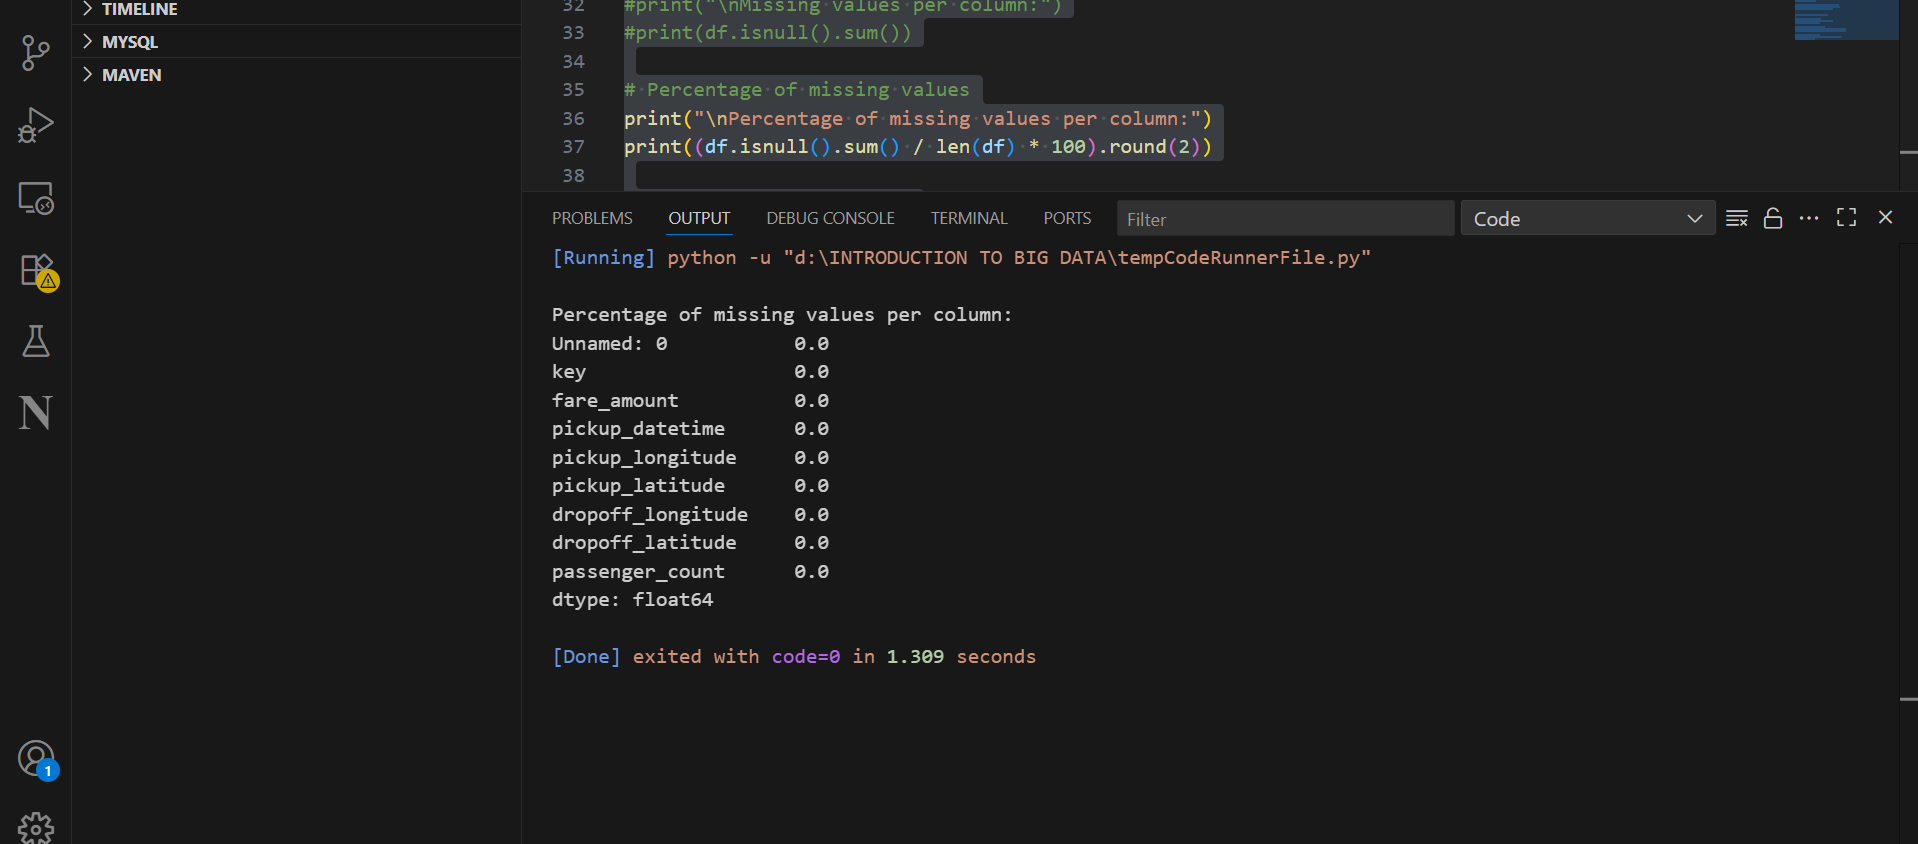 TIMELINE
MYSQL
MAVEN
32 #print("\nMissing values per column:")
33 #print(df.isnull().sum())
34
35 # Percentage of missing values
36 print("\nPercentage of missing values per column:")
37 print((df.isnull().sum() / len(df) * 100).round(2))
38
PROBLEMS OUTPUT DEBUG CONSOLE TERMINAL PORTS Filter Code
[Running] python -u "d:\INTRODUCTION TO BIG DATA\tempCodeRunnerFile.py"
Percentage of missing values per column:
Unnamed: 0 0.0
key 0.0
fare_amount 0.0
pickup_datetime 0.0
pickup_longitude 0.0
pickup_latitude 0.0
dropoff_longitude 0.0
dropoff_latitude 0.0
passenger_count 0.0
dtype: float64
[Done] exited with code=0 in 1.309 seconds
N
1